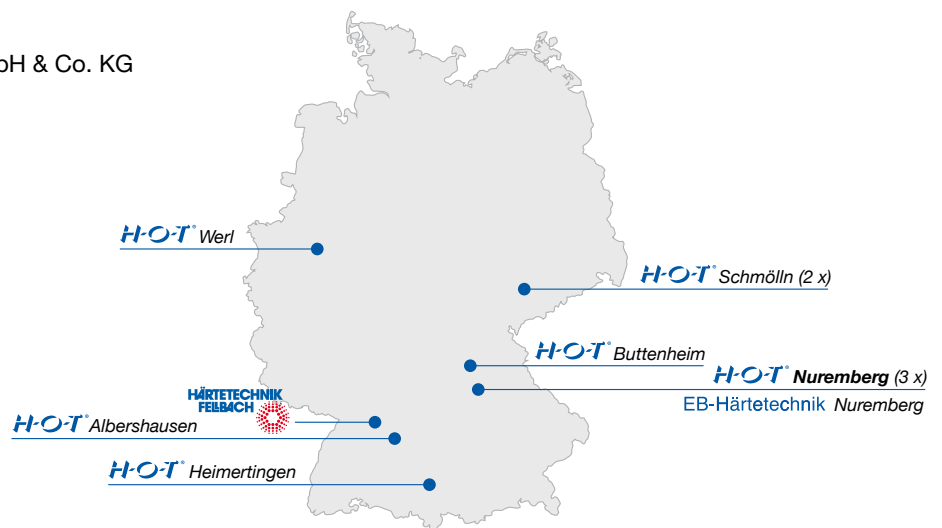 bH & Co. KG
H-O-T® Werl
H-O-T® Schmölln (2 x)
H-O-T® Buttenheim
H-O-T® Nuremberg (3 x)
EB-Härtetechnik Nuremberg
HÄRTETECHNIK
FELLBACH
H-O-T® Albershausen
H-O-T® Heimertingen